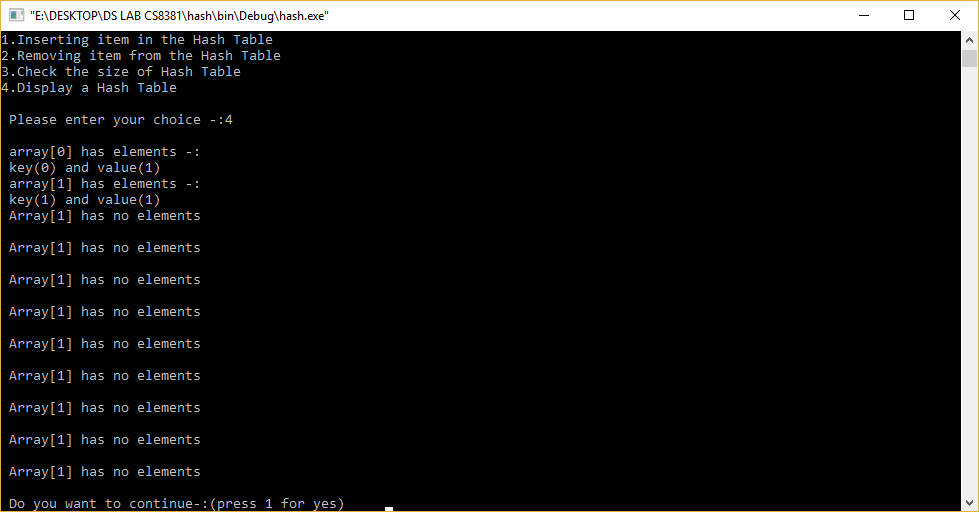 "E:\DESKTOP\DS LAB CS8381\hash\bin\Debug\hash.exe"
1.Inserting item in the Hash Table
2.Removing item from the Hash Table
3.Check the size of Hash Table
4.Display a Hash Table
Please enter your choice -:4
array[0] has elements -:
key(0) and value(1)
array[1] has elements -:
key(1) and value(1)
Array[1] has no elements
Array[1] has no elements
Array[1] has no elements
Array[1] has no elements
Array[1] has no elements
Array[1] has no elements
Array[1] has no elements
Array[1] has no elements
Array[1] has no elements
Do you want to continue-:(press 1 for yes)